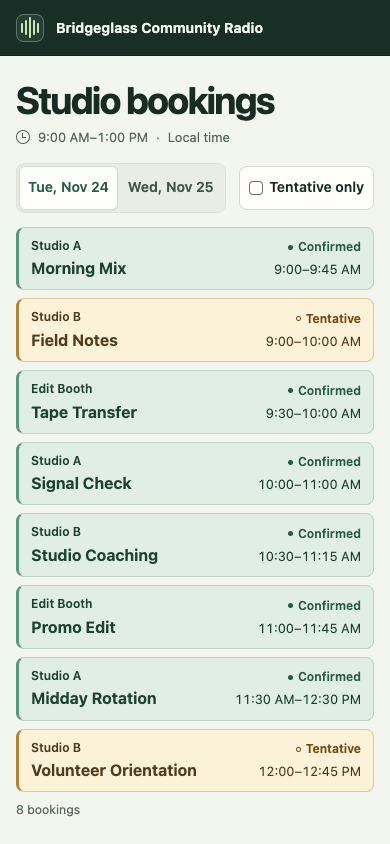 Bridgeglass Community Radio
Studio bookings
9:00 AM–1:00 PM · Local time
Tue, Nov 24
Wed, Nov 25
Tentative only
Studio A
Confirmed
Morning Mix
9:00–9:45 AM
Studio B
Tentative
Field Notes
9:00–10:00 AM
Edit Booth
Confirmed
Tape Transfer
9:30–10:00 AM
Studio A
Confirmed
Signal Check
10:00–11:00 AM
Studio B
Confirmed
Studio Coaching
10:30–11:15 AM
Edit Booth
Confirmed
Promo Edit
11:00–11:45 AM
Studio A
Confirmed
Midday Rotation
11:30 AM–12:30 PM
Studio B
Tentative
Volunteer Orientation
12:00–12:45 PM
8 bookings